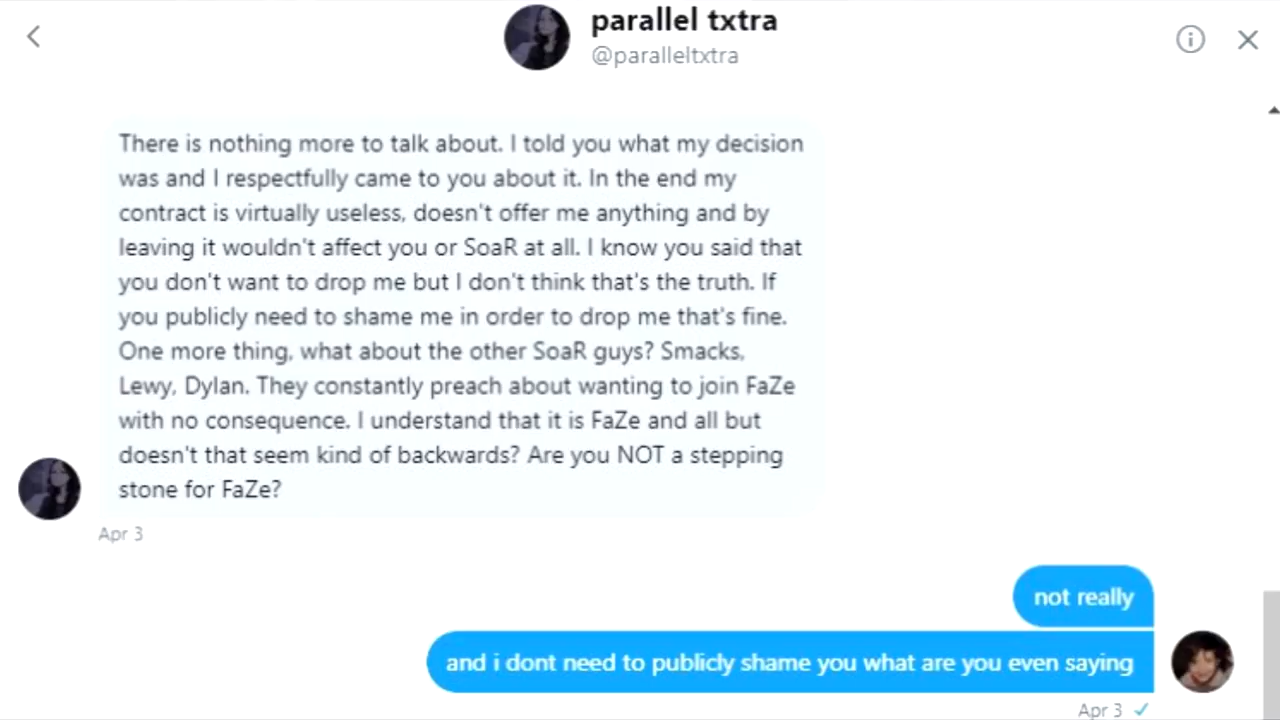 parallel txtra
@paralleltxtra
There is nothing more to talk about. I told you what my decision
was and I respectfully came to you about it. In the end my
contract is virtually useless, doesn't offer me anything and by
leaving it wouldn't affect you or SoaR at all. I know you said that
you don't want to drop me but I don't think that's the truth. If
you publicly need to shame me in order to drop me that's fine.
One more thing, what about the other SoaR guys? Smacks,
Lewy, Dylan. They constantly preach about wanting to join FaZe
with no consequence. I understand that it is FaZe and all but
doesn't that seem kind of backwards? Are you NOT a stepping
stone for FaZe?
Apr 3
not really
and i dont need to publicly shame you what are you even saying
Apr 3